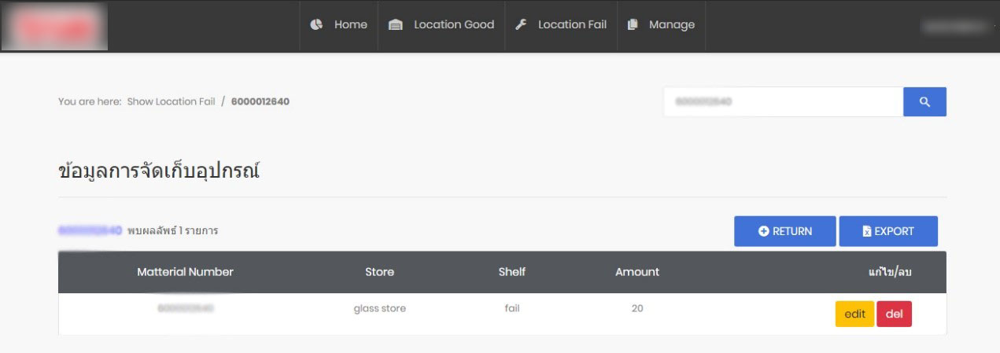 Home Location Good Location Fail Manage
You are here: Show Location Fail / 6000012640
6000012640
ข้อมูลการจัดเก็บอุปกรณ์
พบผลลัพธ์ 1 รายการ
RETURN EXPORT
Matterial Number Store Shelf Amount แก้ไข/ลบ
glass store fail 20 edit del